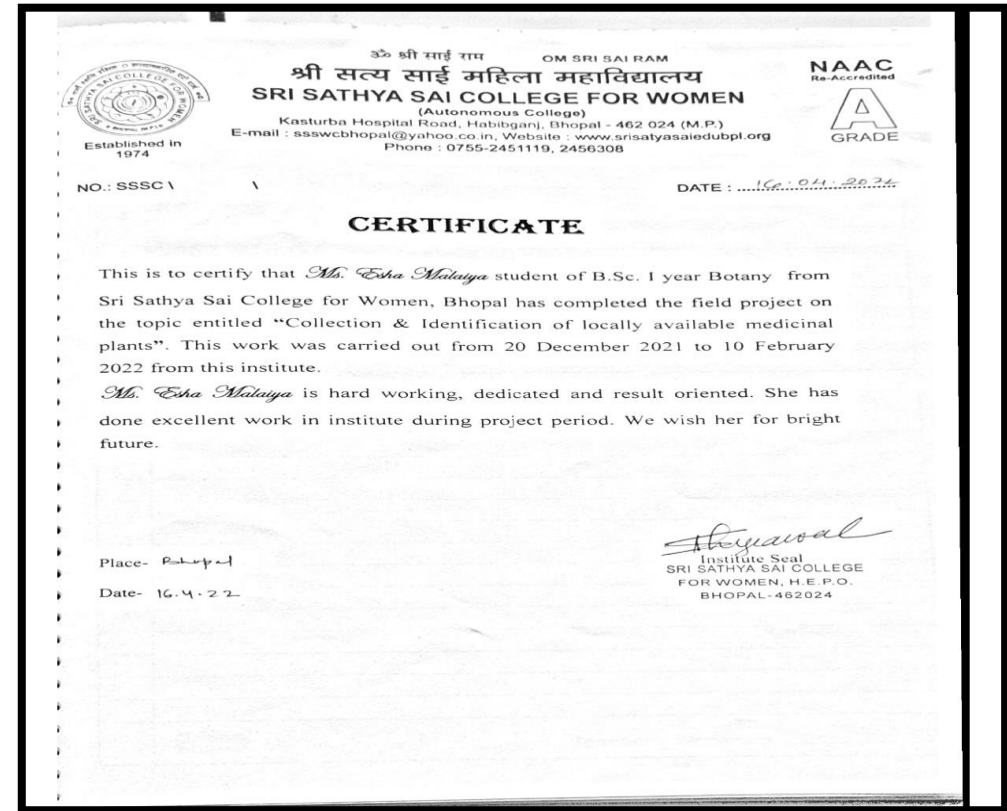 ॐ श्री साई राम OM SRI SAI RAM
श्री सत्य साई महिला महाविद्यालय
SRI SATHYA SAI COLLEGE FOR WOMEN
(Autonomous College)
Kasturba Hospital Road, Habibganj, Bhopal - 462 024 (M.P.)
E-mail : ssswcbhopal@yahoo.co.in, Website : www.srisatyasaiedubpl.org
Phone : 0755-2451119, 2456308
Established in
1974
NAAC
Re-Accredited
A
GRADE
NO.: SSSC \ \
DATE : 16.04.2022
CERTIFICATE
This is to certify that Ms. Esha Malaiya student of B.Sc. I year Botany from
Sri Sathya Sai College for Women, Bhopal has completed the field project on
the topic entitled “Collection & Identification of locally available medicinal
plants”. This work was carried out from 20 December 2021 to 10 February
2022 from this institute.
Ms. Esha Malaiya is hard working, dedicated and result oriented. She has
done excellent work in institute during project period. We wish her for bright
future.
Place- Bhopal
Date- 16.4.22
Institute Seal
SRI SATHYA SAI COLLEGE
FOR WOMEN, H.E.P.O.
BHOPAL-462024